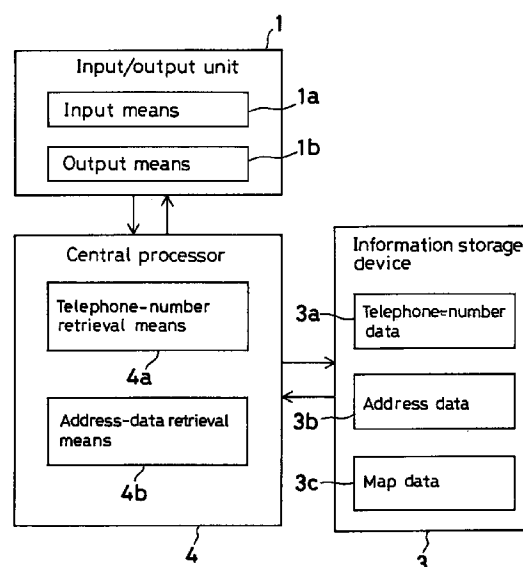 1
Input/output unit
Input means
1a
Output means
1b
Central processor
Telephone-number
retrieval means
4a
Address-data retrieval
means
4b
4
Information storage
device
3a
Telephone-number
data
3b
Address data
3c
Map data
3